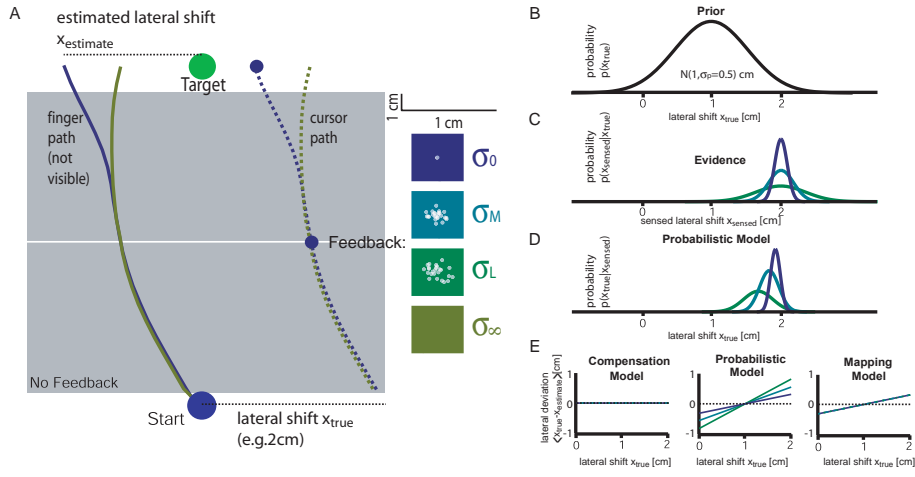 A
estimated lateral shift
x_estimate
Target
finger
path
(not
visible)
cursor
path
1 cm
1 cm
σ0
σM
Feedback:
σL
σ∞
No Feedback
Start
lateral shift x_true
(e.g.2cm)
B
Prior
probability
p(x_true)
N(1,σ_p=0.5) cm
0 1 2
lateral shift x_true [cm]
C
probability
p(x_sensed|x_true)
Evidence
0 1 2
sensed lateral shift x_sensed [cm]
D
Probabilistic Model
probability
p(x_true|x_sensed)
0 1 2
lateral shift x_true [cm]
E
lateral deviation
<x_true-x_estimate>[cm]
Compensation
Model
1
0
-1
0 1 2
lateral shift x_true [cm]
Probabilistic
Model
1
0
-1
0 1 2
lateral shift x_true [cm]
Mapping
Model
1
0
-1
0 1 2
lateral shift x_true [cm]